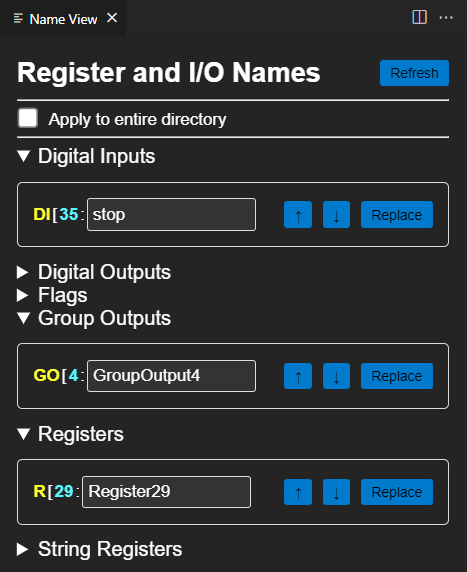 Name View
Register and I/O Names
Refresh
Apply to entire directory
Digital Inputs
DI[35: stop ↑ ↓ Replace
Digital Outputs
Flags
Group Outputs
GO[4: GroupOutput4 ↑ ↓ Replace
Registers
R[29: Register29 ↑ ↓ Replace
String Registers